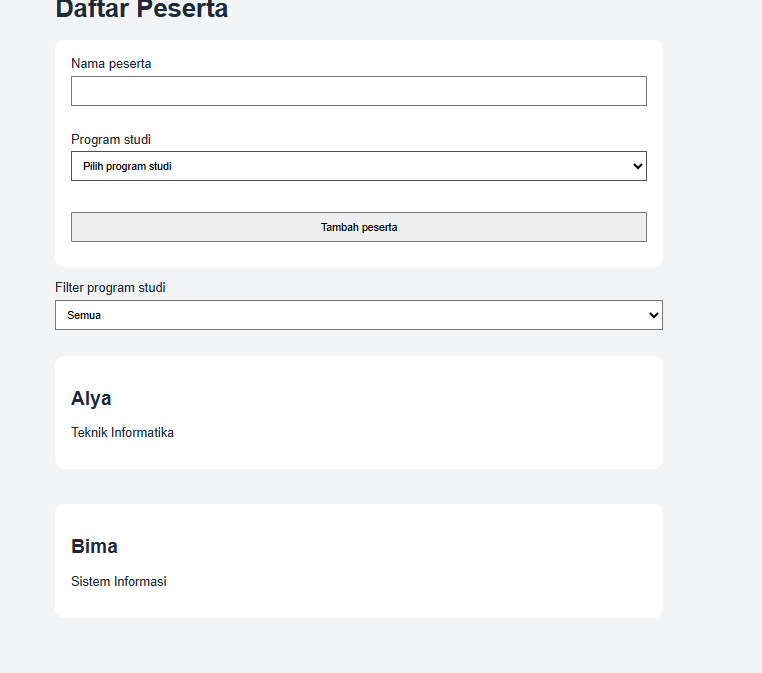 Daftar Peserta
Nama peserta
Program studi
Pilih program studi
Tambah peserta
Filter program studi
Semua
Alya
Teknik Informatika
Bima
Sistem Informasi